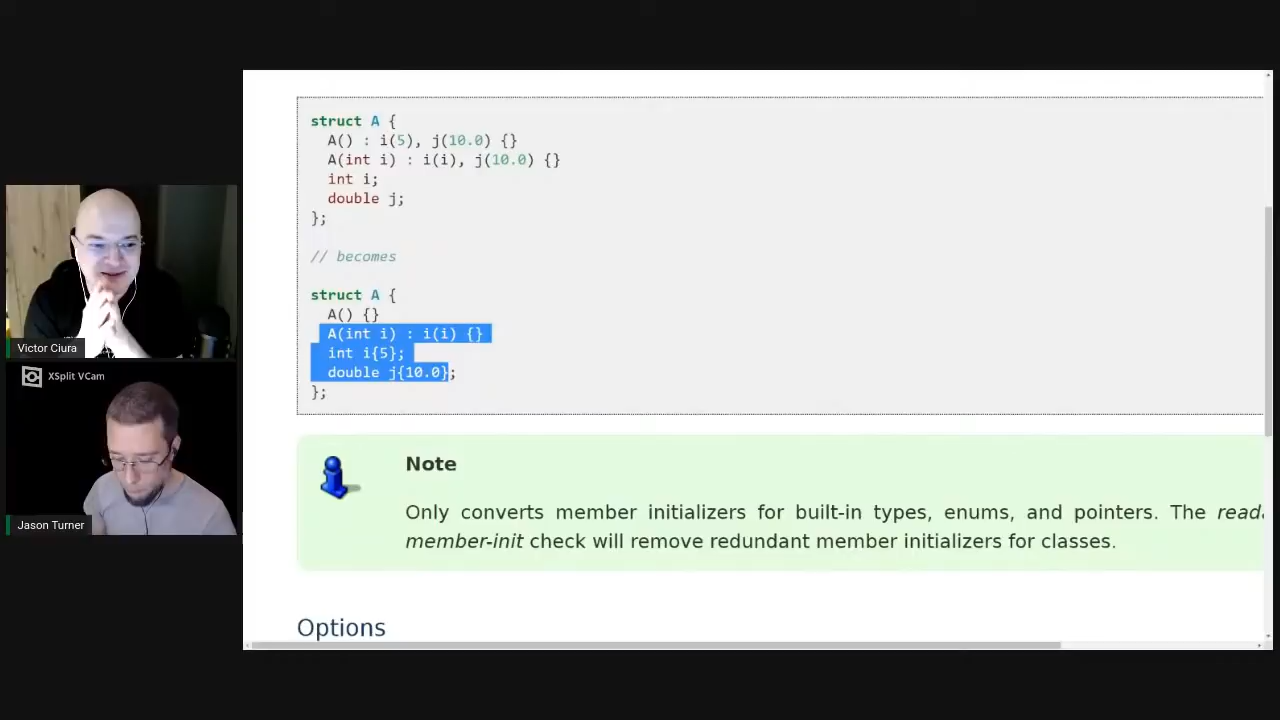 struct A {
A() : i(5), j(10.0) {}
A(int i) : i(i), j(10.0) {}
int i;
double j;
};
// becomes
struct A {
A() {}
A(int i) : i(i) {}
int i{5};
double j{10.0};
};
Note
Only converts member initializers for built-in types, enums, and pointers. The
member-init check will remove redundant member initializers for classes.
Options
Victor Ciura
XSplit VCam
Jason Turner